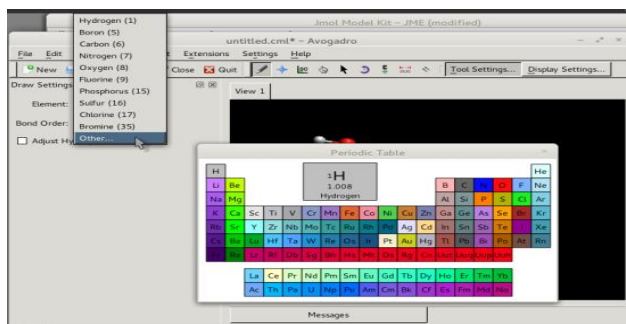 Jmol Model Kit - JME (modified)
untitled.cml* - Avogadro
File Edit Extensions Settings Help
New Close Quit Tool Settings... Display Settings...
Draw Settings
Element:
Bond Order:
Adjust Hy
Hydrogen (1)
Boron (5)
Carbon (6)
Nitrogen (7)
Oxygen (8)
Fluorine (9)
Phosphorus (15)
Sulfur (16)
Chlorine (17)
Bromine (35)
Other...
View 1
Periodic Table
1H
1.008
Hydrogen
H He
Li Be B C N O F Ne
Na Mg Al Si P S Cl Ar
K Ca Sc Ti V Cr Mn Fe Co Ni Cu Zn Ga Ge As Se Br Kr
Rb Sr Y Zr Nb Mo Tc Ru Rh Ag Cd In Sn Sb Te I Xe
Hf Ta W Re Os Ir Pt Au Hg Tl Pb Bi Po At Rn
La Ce Pr Nd Pm Sm Eu Gd Tb Dy Ho Er Tm Yb
Ac Th Pa U Np Pu Am Cm Bk Cf Es Fm Md No
Messages